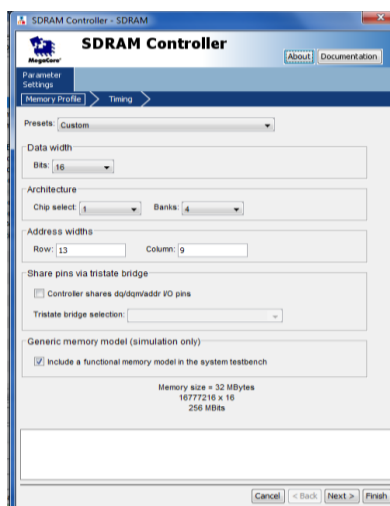 SDRAM Controller - SDRAM
MegaCore®
SDRAM Controller
About
Documentation
Parameter
Settings
Memory Profile
Timing
Presets: Custom
Data width
Bits: 16
Architecture
Chip select: 1
Banks: 4
Address widths
Row: 13
Column: 9
Share pins via tristate bridge
Controller shares dq/dqm/addr I/O pins
Tristate bridge selection:
Generic memory model (simulation only)
Include a functional memory model in the system testbench
Memory size = 32 MBytes
16777216 x 16
256 MBits
Cancel
< Back
Next >
Finish